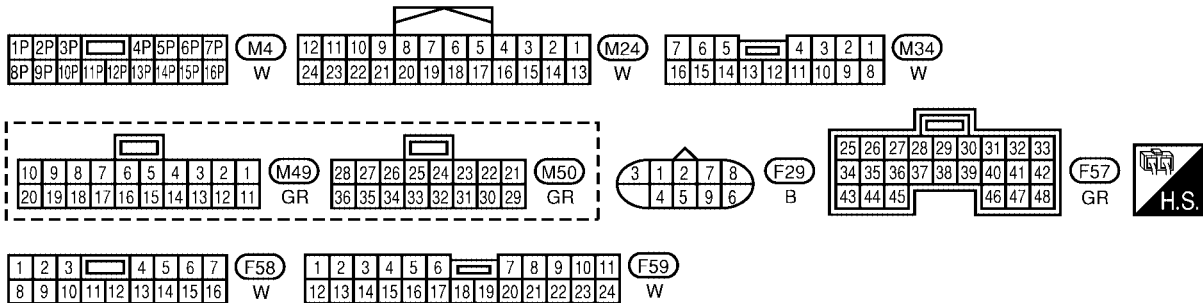 1P 2P 3P 4P 5P 6P 7P M4
8P 9P 10P 11P 12P 13P 14P 15P 16P W
12 11 10 9 8 7 6 5 4 3 2 1 M24
24 23 22 21 20 19 18 17 16 15 14 13 W
7 6 5 4 3 2 1 M34
16 15 14 13 12 11 10 9 8 W
10 9 8 7 6 5 4 3 2 1 M49
20 19 18 17 16 15 14 13 12 11 GR
28 27 26 25 24 23 22 21 M50
36 35 34 33 32 31 30 29 GR
3 1 2 7 8 F29
4 5 9 6 B
25 26 27 28 29 30 31 32 33
34 35 36 37 38 39 40 41 42 F57
43 44 45 46 47 48 GR
H.S.
1 2 3 4 5 6 7 F58
8 9 10 11 12 13 14 15 16 W
1 2 3 4 5 6 7 8 9 10 11 F59
12 13 14 15 16 17 18 19 20 21 22 23 24 W